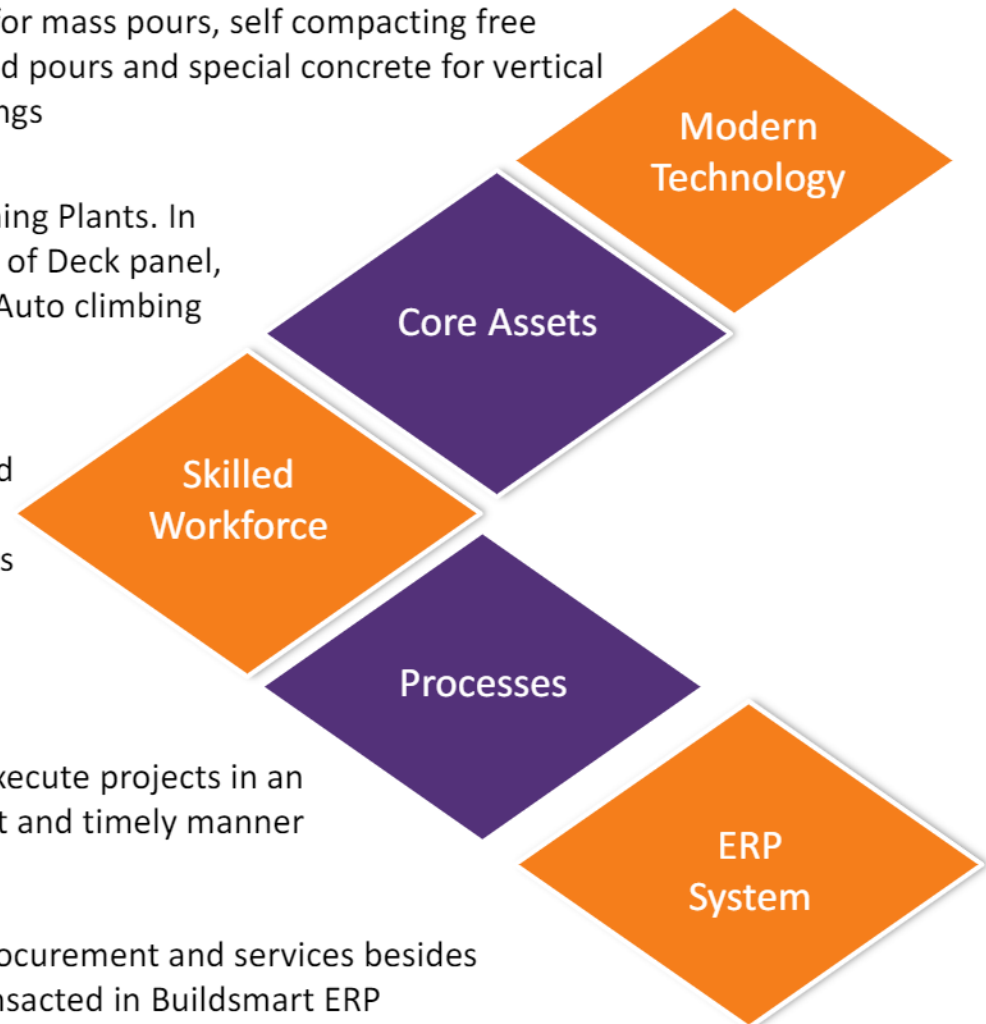 for mass pours, self compacting free
d pours and special concrete for vertical
ngs
Modern
Technology
ing Plants. In
of Deck panel,
Auto climbing
Core Assets
d
s
Skilled
Workforce
Processes
xecute projects in an
t and timely manner
ERP
System
ocurement and services besides
nsacted in Buildsmart ERP